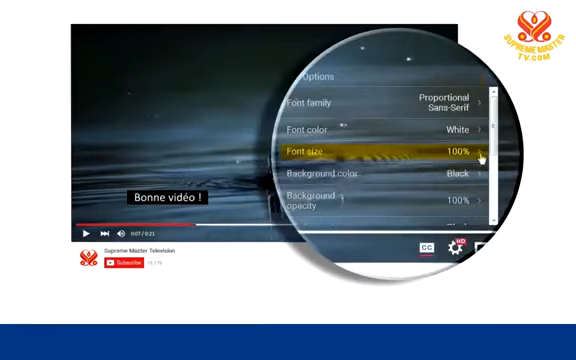 SUPREME MASTER
TV.COM
Options
Font family
Proportional
Sans-Serif
Font color
White
Font size
100%
Background color
Black
Background
opacity
100%
Bonne vidéo !
0:07 / 0:21
CC
HD
Supreme Master Television
Subscribe